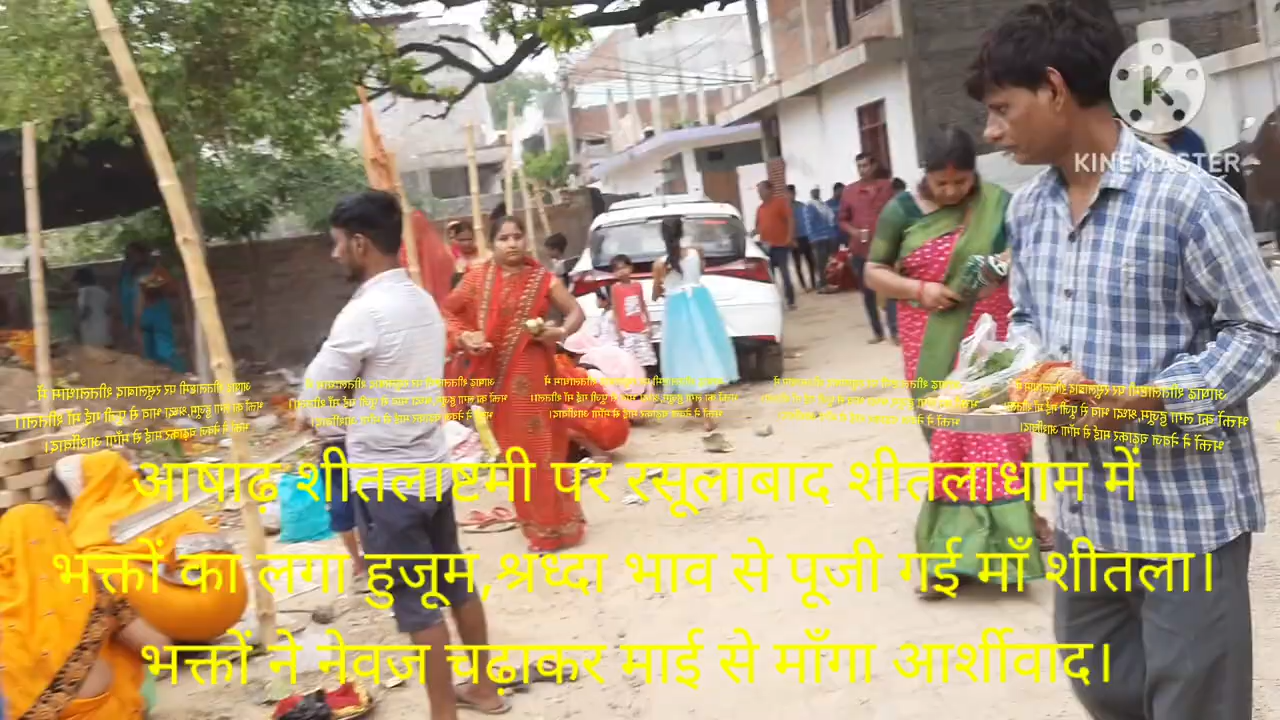 K
KINEMASTER
आषाढ़ शीतलाष्टमी पर रसूलाबाद शीतलाधाम में
भक्तों का लगा हुजूम,श्रध्दा भाव से पूजी गई माँ शीतला।
भक्तों ने नेवज चढ़ाकर माई से माँगा आर्शीवाद।